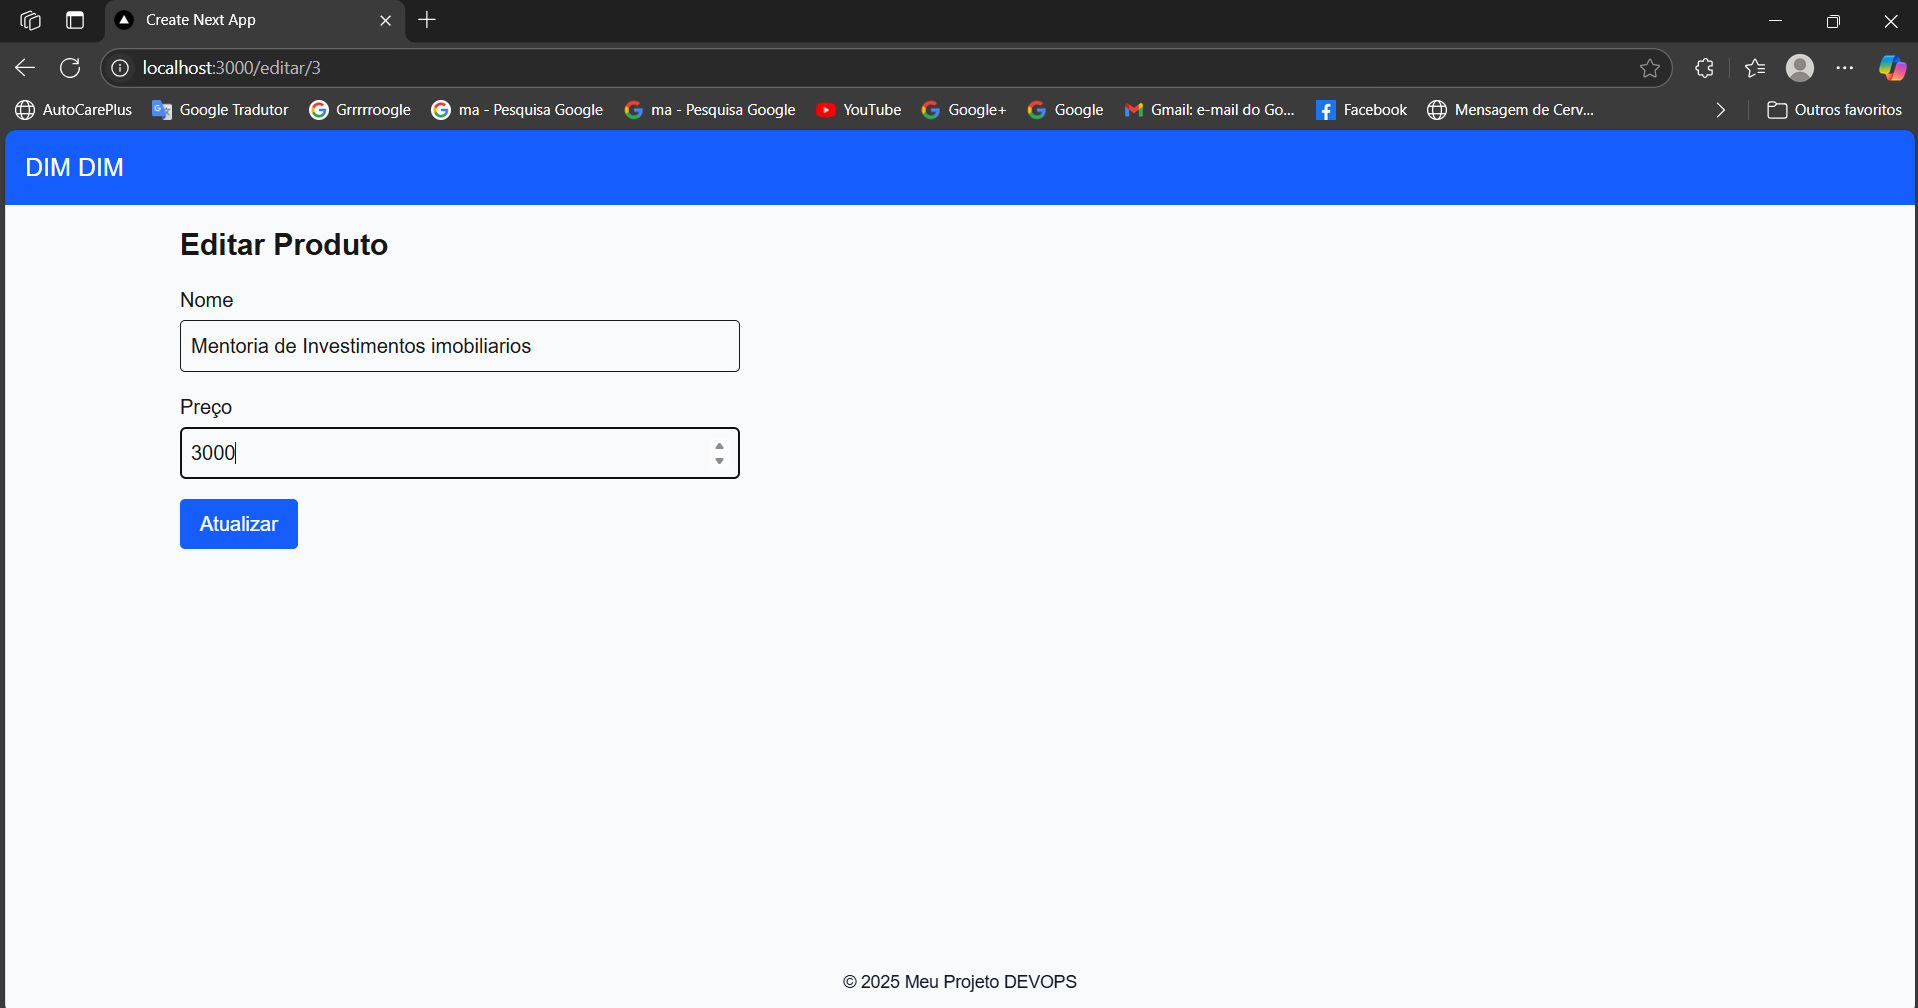 Create Next App
localhost:3000/editar/3
AutoCarePlus
Google Tradutor
Grrrrroogle
ma - Pesquisa Google
ma - Pesquisa Google
YouTube
Google+
Google
Gmail: e-mail do Go...
Facebook
Mensagem de Cerv...
Outros favoritos
DIM DIM
Editar Produto
Nome
Mentoria de Investimentos imobiliarios
Preço
3000
Atualizar
© 2025 Meu Projeto DEVOPS